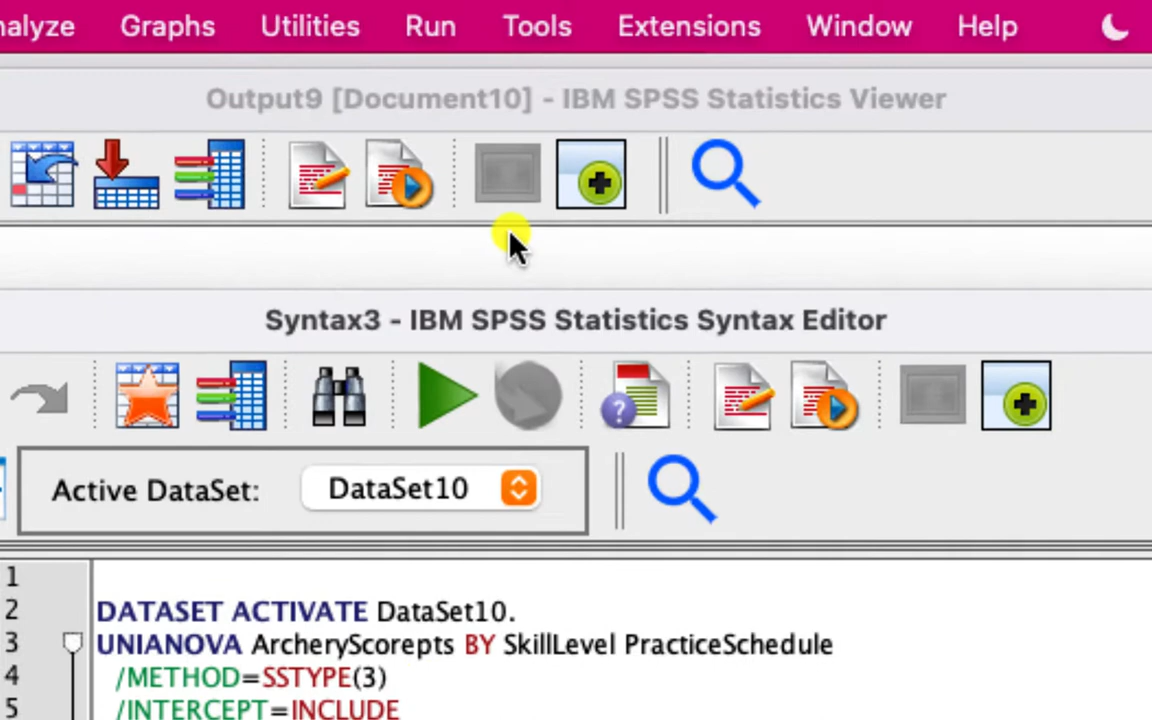 nalyze Graphs Utilities Run Tools Extensions Window Help
Output9 [Document10] - IBM SPSS Statistics Viewer
Syntax3 - IBM SPSS Statistics Syntax Editor
?
Active DataSet: DataSet10
1
2 DATASET ACTIVATE DataSet10.
3 UNIANOVA ArcheryScorepts BY SkillLevel PracticeSchedule
4 /METHOD=SSTYPE(3)
5 /INTERCEPT=INCLUDE